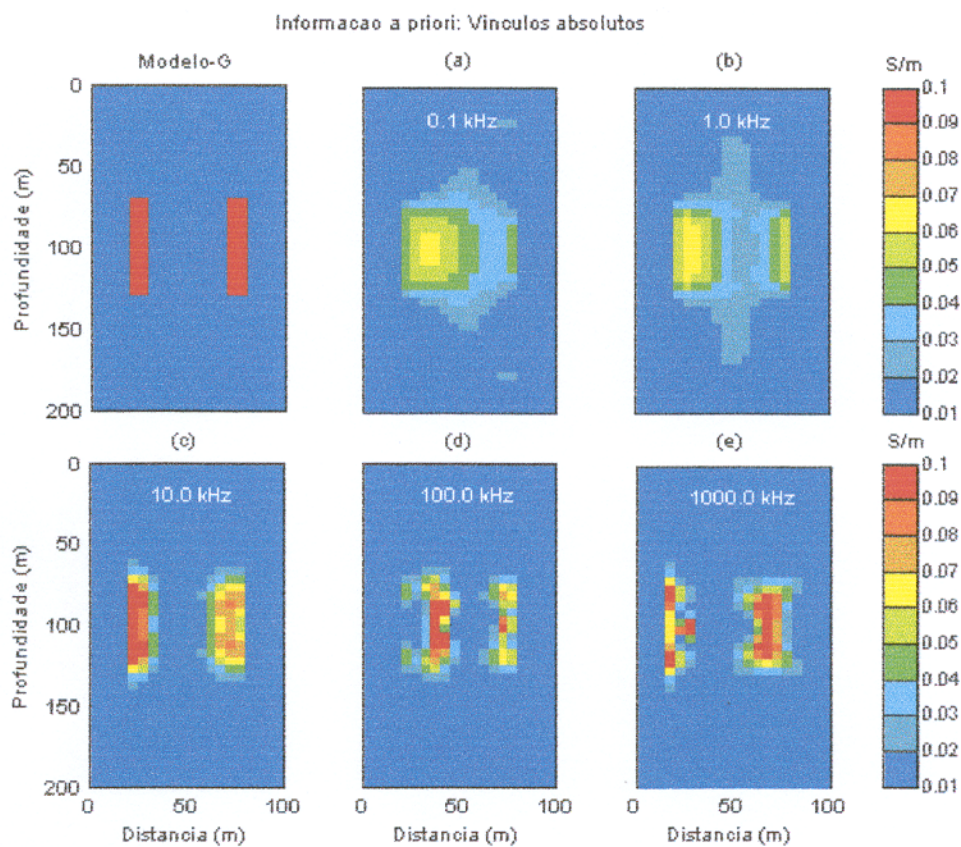 Informacao a priori: Vinculos absolutos
Modelo-G
(a)
(b)
S/m
0.1 kHz
1.0 kHz
0
50
100
150
200
Profundidade (m)
0.1
0.09
0.08
0.07
0.06
0.05
0.04
0.03
0.02
0.01
(c)
(d)
(e)
S/m
10.0 kHz
100.0 kHz
1000.0 kHz
0
50
100
150
200
Profundidade (m)
0.1
0.09
0.08
0.07
0.06
0.05
0.04
0.03
0.02
0.01
0
50
100
0
50
100
0
50
100
Distancia (m)
Distancia (m)
Distancia (m)